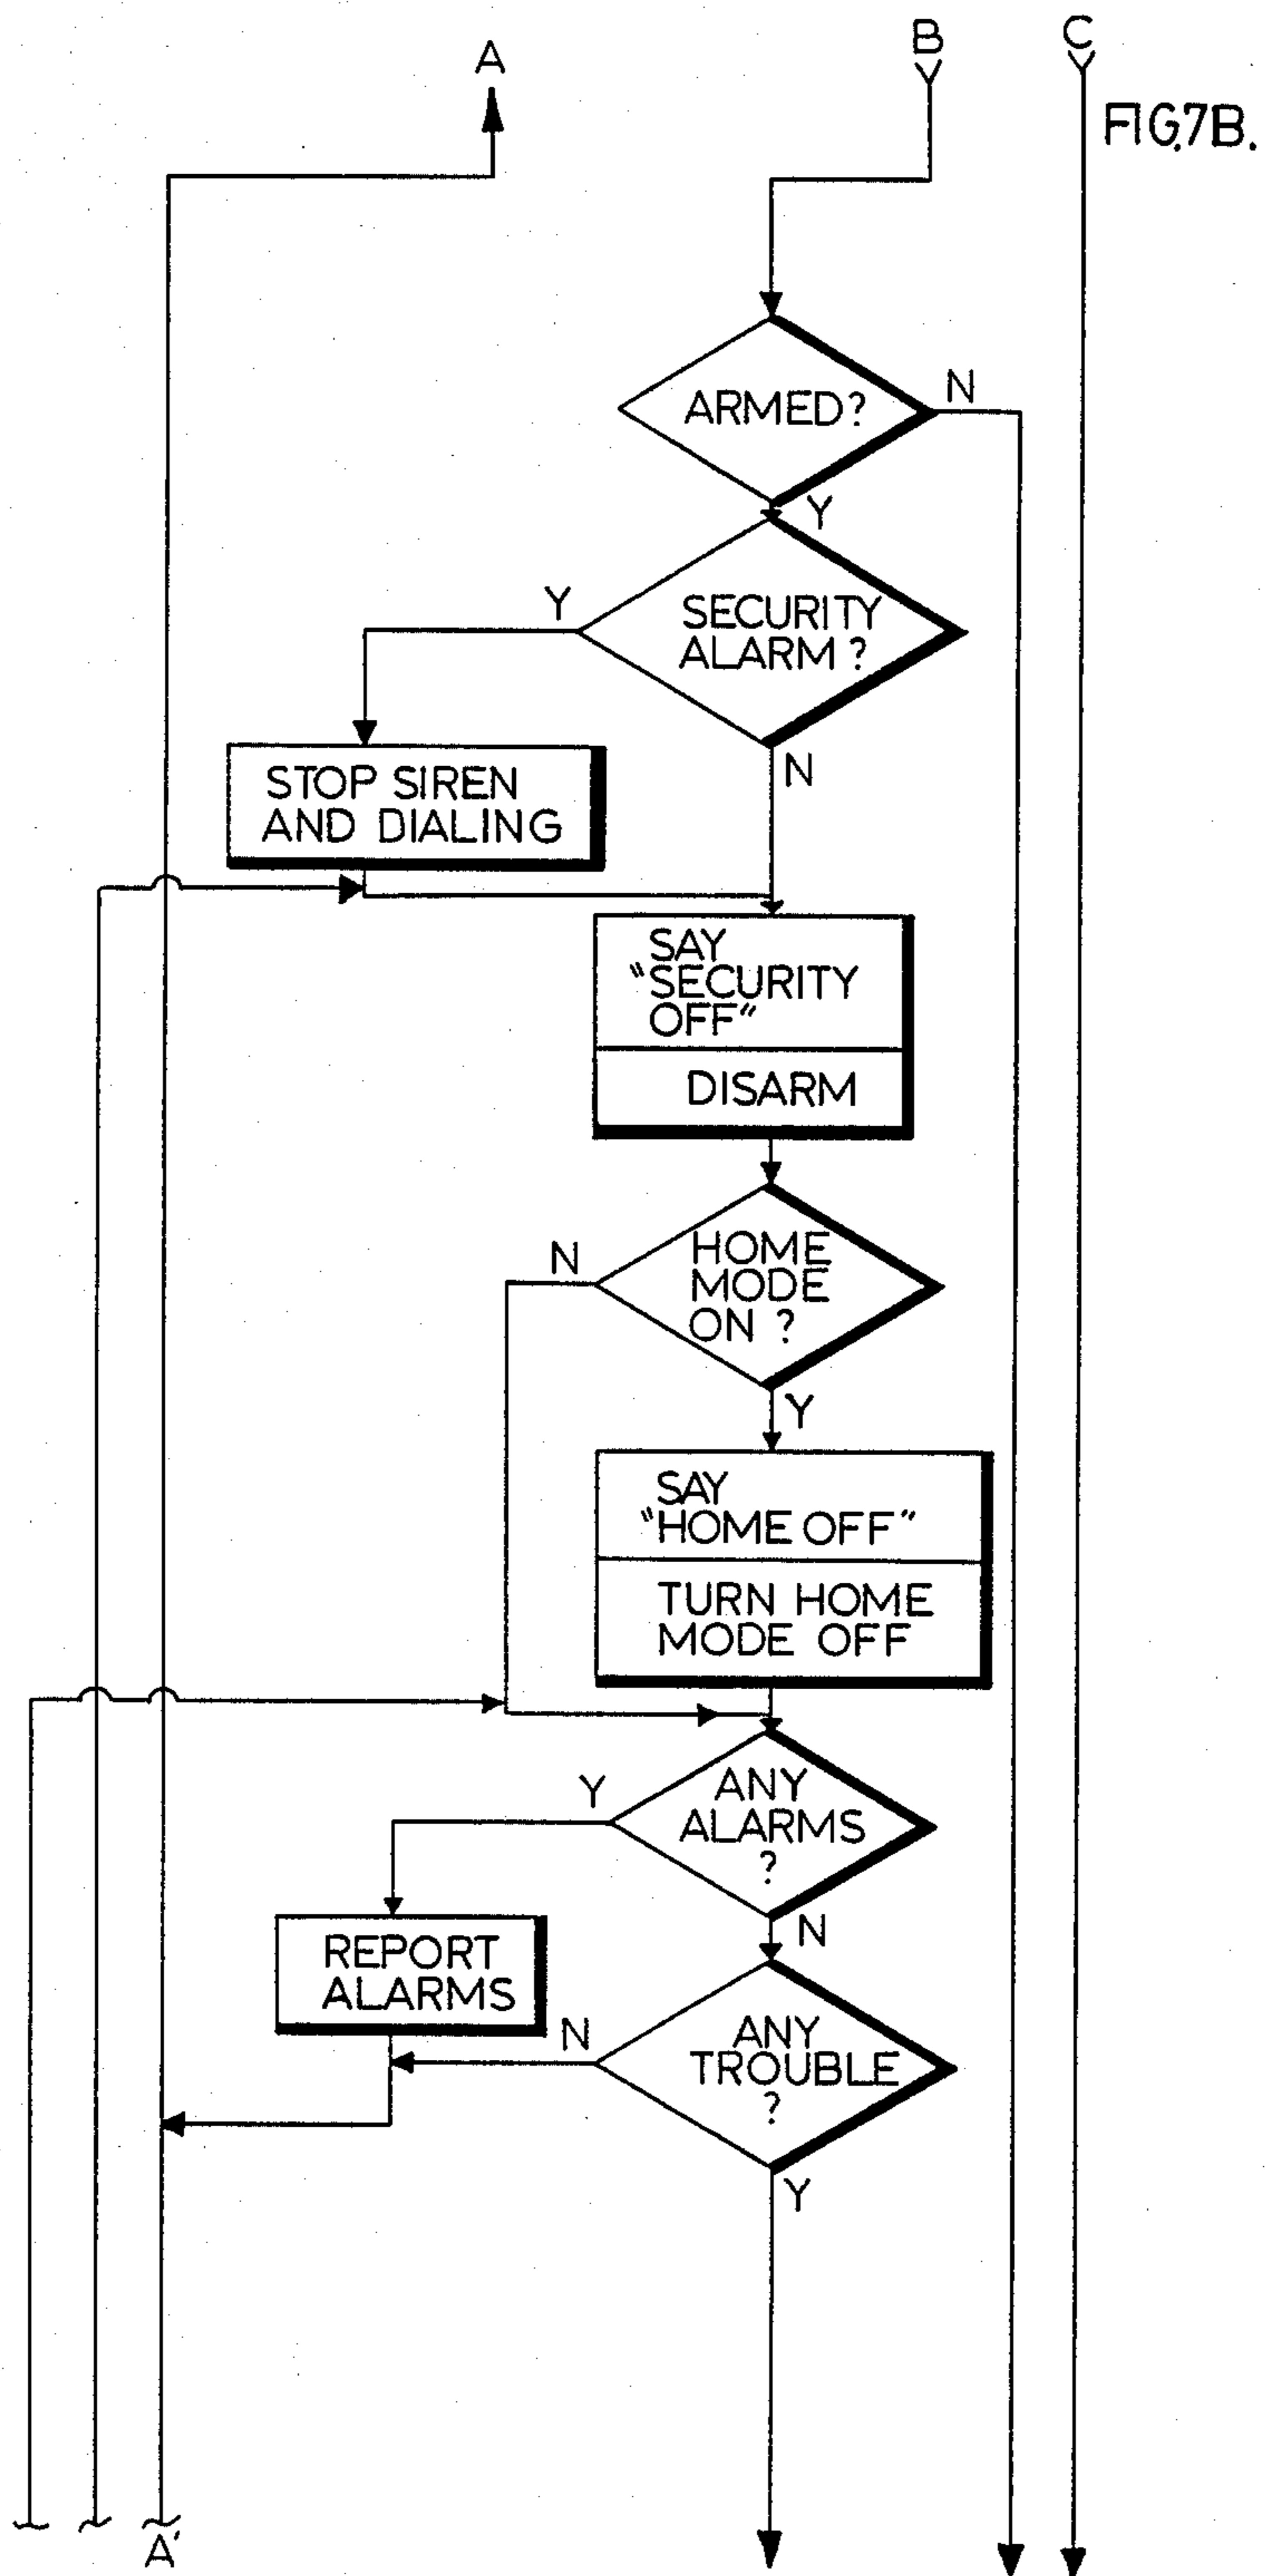 A
B
C
FIG.7B.
ARMED?
N
Y
SECURITY
ALARM ?
Y
N
STOP SIREN
AND DIALING
SAY
"SECURITY
OFF"
DISARM
HOME
MODE
ON ?
N
Y
SAY
"HOME OFF"
TURN HOME
MODE OFF
ANY
ALARMS
?
Y
N
REPORT
ALARMS
ANY
TROUBLE
?
N
Y
A'